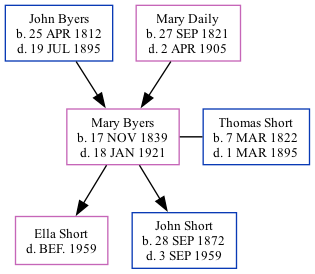 John Byers
b. 25 APR 1812
d. 19 JUL 1895
Mary Daily
b. 27 SEP 1821
d. 2 APR 1905
Mary Byers
b. 17 NOV 1839
d. 18 JAN 1921
Thomas Short
b. 7 MAR 1822
d. 1 MAR 1895
Ella Short
d. BEF. 1959
John Short
b. 28 SEP 1872
d. 3 SEP 1959